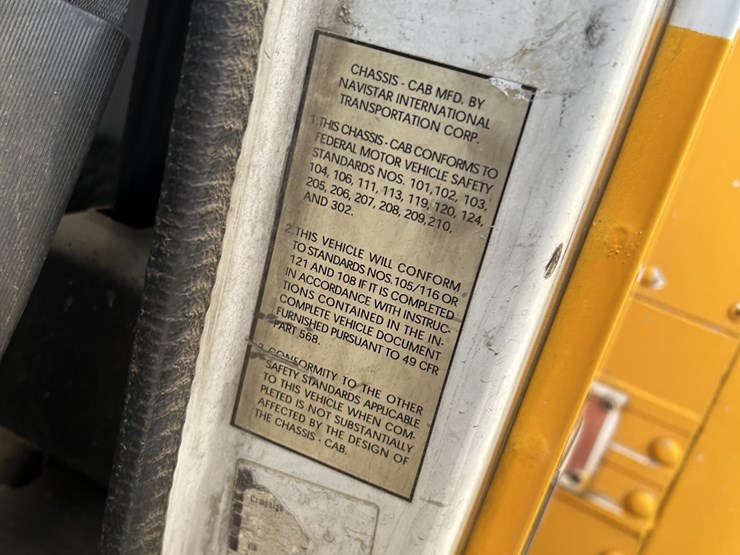 CHASSIS - CAB MFD. BY
NAVISTAR INTERNATIONAL
TRANSPORTATION CORP.
1. THIS CHASSIS - CAB CONFORMS TO
FEDERAL MOTOR VEHICLE SAFETY
STANDARDS NOS. 101, 102, 103,
104, 106, 111, 113, 119, 120, 124,
205, 206, 207, 208, 209, 210,
AND 302.
2. THIS VEHICLE WILL CONFORM
TO STANDARDS NOS. 105/116 OR
121 AND 108 IF IT IS COMPLETED
IN ACCORDANCE WITH INSTRUC-
TIONS CONTAINED IN THE IN-
COMPLETE VEHICLE DOCUMENT
FURNISHED PURSUANT TO 49 CFR
PART 568.
3. CONFORMITY TO THE OTHER
SAFETY STANDARDS APPLICABLE
TO THIS VEHICLE WHEN COM-
PLETED IS NOT SUBSTANTIALLY
AFFECTED BY THE DESIGN OF
THE CHASSIS - CAB.